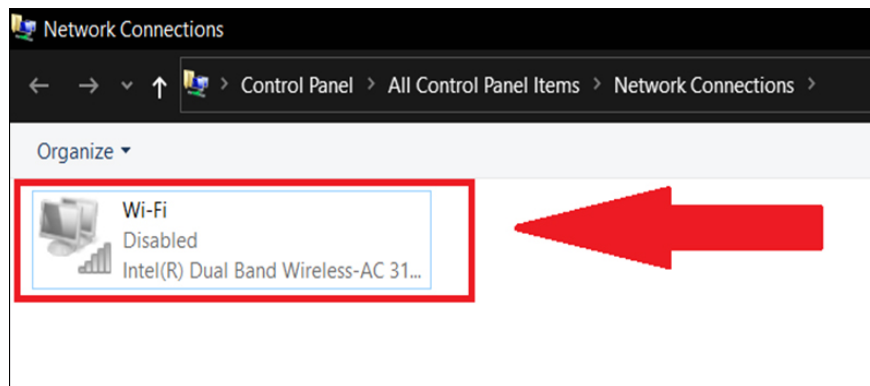 Network Connections
Control Panel > All Control Panel Items > Network Connections >
Organize
Wi-Fi
Disabled
Intel(R) Dual Band Wireless-AC 31...